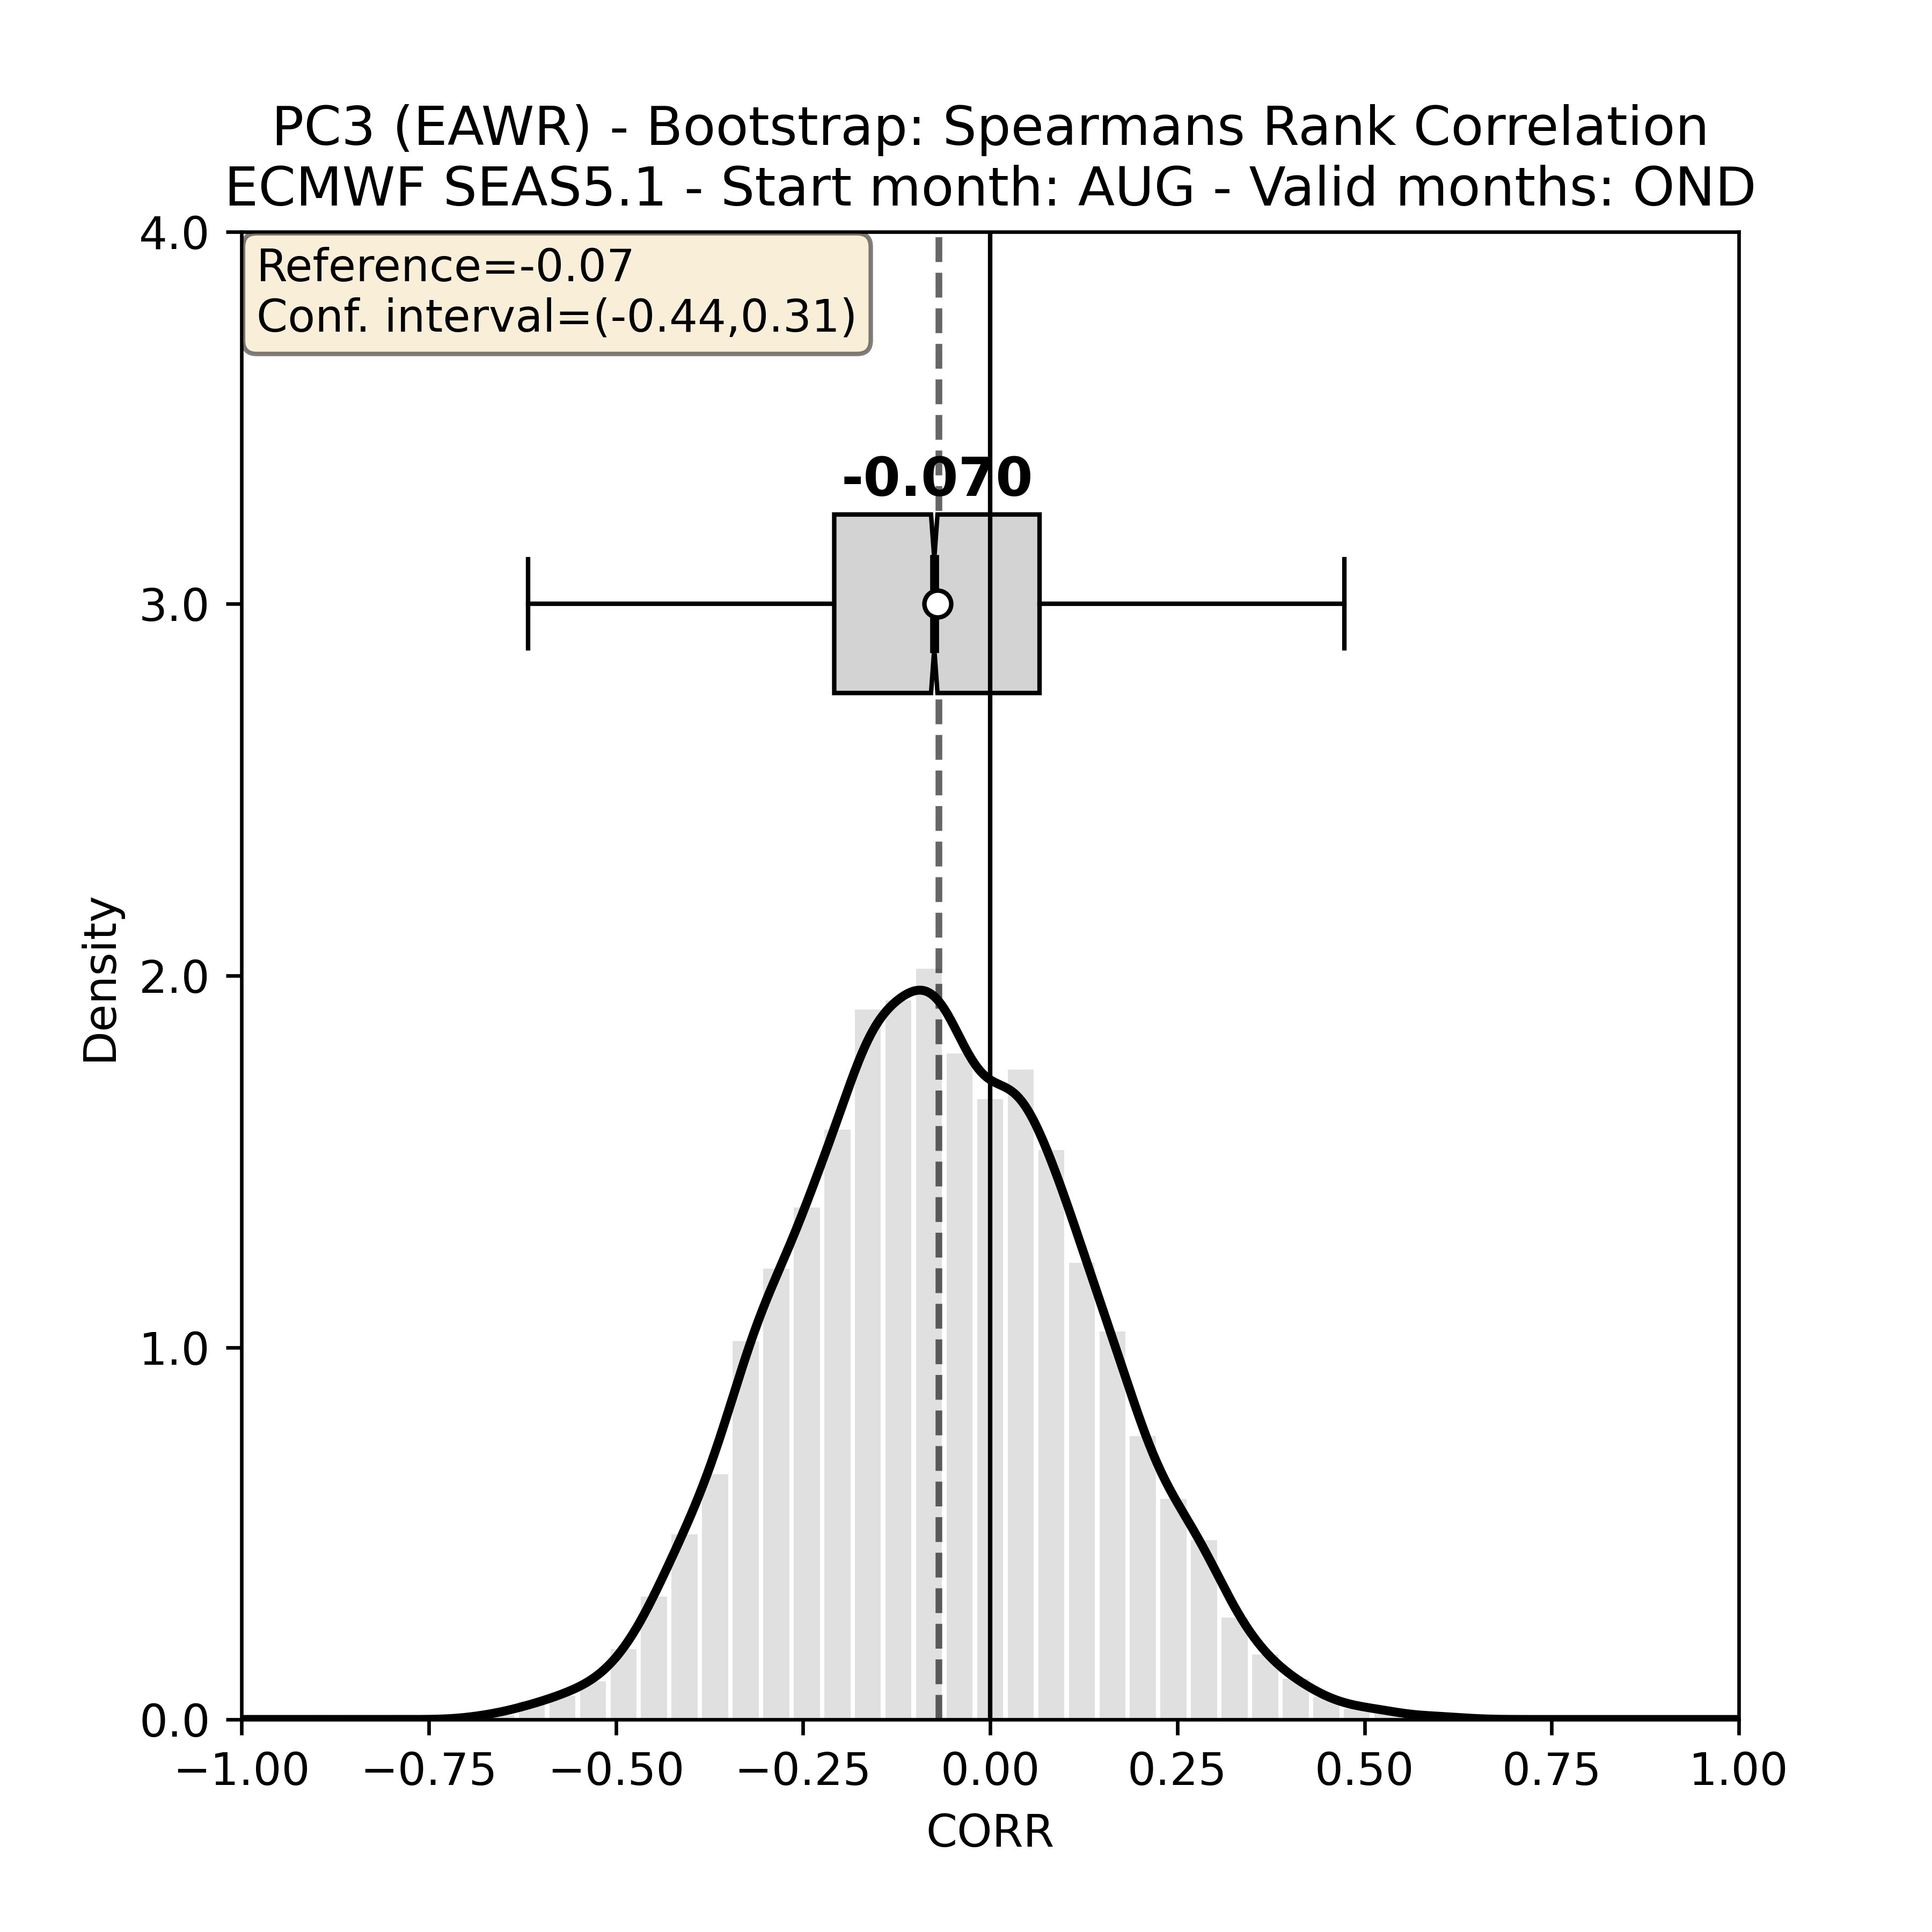 PC3 (EAWR) - Bootstrap: Spearmans Rank Correlation
ECMWF SEAS5.1 - Start month: AUG - Valid months: OND
Reference=-0.07
Conf. interval=(-0.44,0.31)
-0.070
Density
4.0
3.0
2.0
1.0
0.0
−1.00 −0.75 −0.50 −0.25 0.00 0.25 0.50 0.75 1.00
CORR